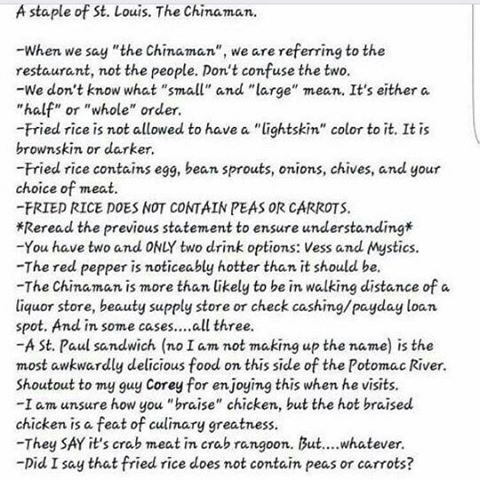 A staple of St. Louis. The Chinaman.
-When we say "the Chinaman", we are referring to the
restaurant, not the people. Don't confuse the two.
-We don't know what "small" and "large" mean. It's either a
"half" or "whole" order.
-Fried rice is not allowed to have a "lightskin" color to it. It is
brownskin or darker.
-Fried rice contains egg, bean sprouts, onions, chives, and your
choice of meat.
-FRIED RICE DOES NOT CONTAIN PEAS OR CARROTS.
*Reread the previous statement to ensure understanding*
-You have two and ONLY two drink options: Vess and Mystics.
-The red pepper is noticeably hotter than it should be.
-The Chinaman is more than likely to be in walking distance of a
liquor store, beauty supply store or check cashing/payday loan
spot. And in some cases....all three.
-A St. Paul sandwich (no I am not making up the name) is the
most awkwardly delicious food on this side of the Potomac River.
Shoutout to my guy Corey for enjoying this when he visits.
-I am unsure how you "braise" chicken, but the hot braised
chicken is a feat of culinary greatness.
-They SAY it's crab meat in crab rangoon. But....whatever.
-Did I say that fried rice does not contain peas or carrots?